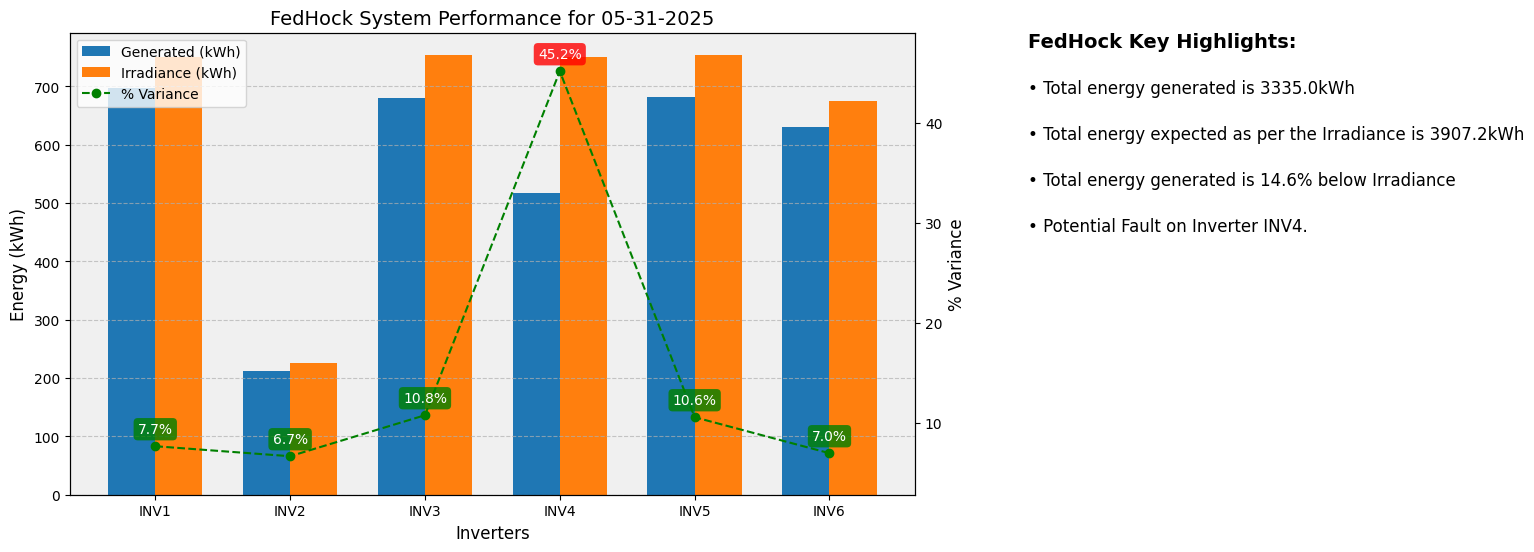 FedHock System Performance for 05-31-2025
Generated (kWh)
Irradiance (kWh)
% Variance
Energy (kWh)
700
600
500
400
300
200
100
0
7.7%
6.7%
10.8%
45.2%
10.6%
7.0%
40
30
20
10
% Variance
INV1 INV2 INV3 INV4 INV5 INV6
Inverters
FedHock Key Highlights:
• Total energy generated is 3335.0kWh
• Total energy expected as per the Irradiance is 3907.2kWh
• Total energy generated is 14.6% below Irradiance
• Potential Fault on Inverter INV4.